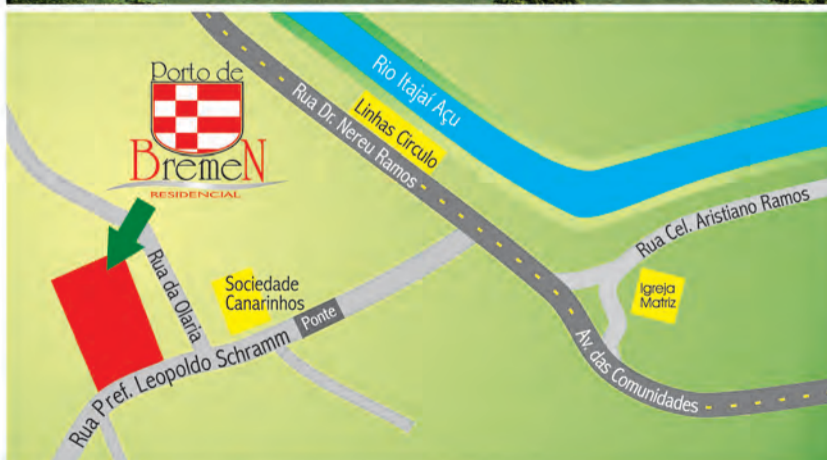 Porto de
BremeN
RESIDENCIAL
Rio Itajaí Açu
Linhas Círculo
Rua Dr. Nereu Ramos
Rua Cel. Aristiano Ramos
Igreja
Matriz
Rua da Olaria
Sociedade
Canarinhos
Ponte
Rua Pref. Leopoldo Schramm
Av. das Comunidades